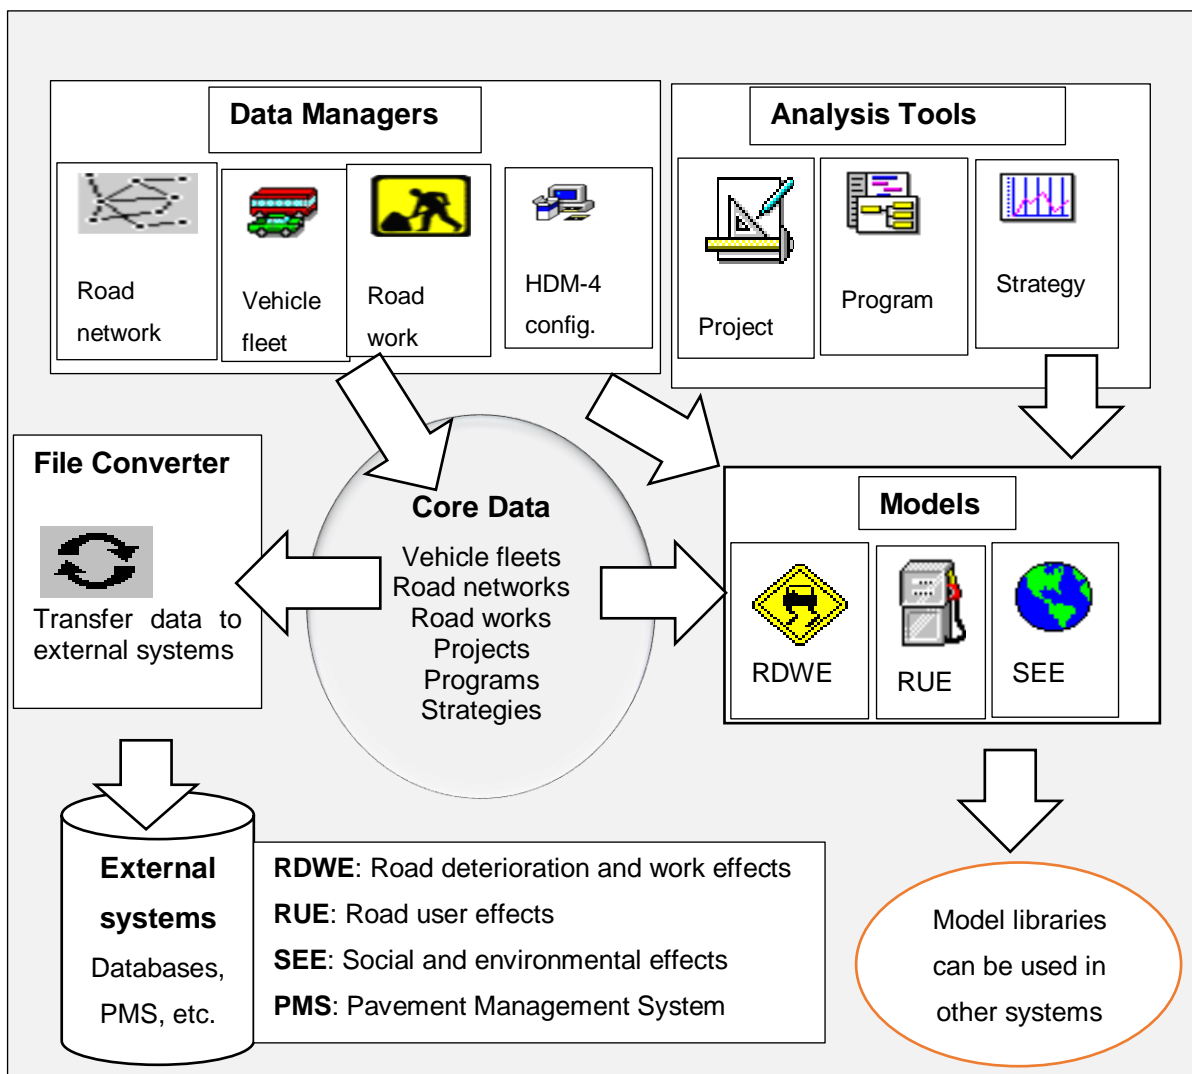 Data Managers
Road
network
Vehicle
fleet
Road
work
HDM-4
config.
Analysis Tools
Project
Program
Strategy
File Converter
Transfer data to
external systems
Core Data
Vehicle fleets
Road networks
Road works
Projects
Programs
Strategies
Models
RDWE
RUE
SEE
External
systems
Databases,
PMS, etc.
RDWE: Road deterioration and work effects
RUE: Road user effects
SEE: Social and environmental effects
PMS: Pavement Management System
Model libraries
can be used in
other systems